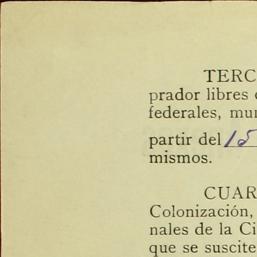 TERC
prador libres
federales, mun
partir del 15
mismos.
CUAR
Colonización,
nales de la Ci
que se suscite